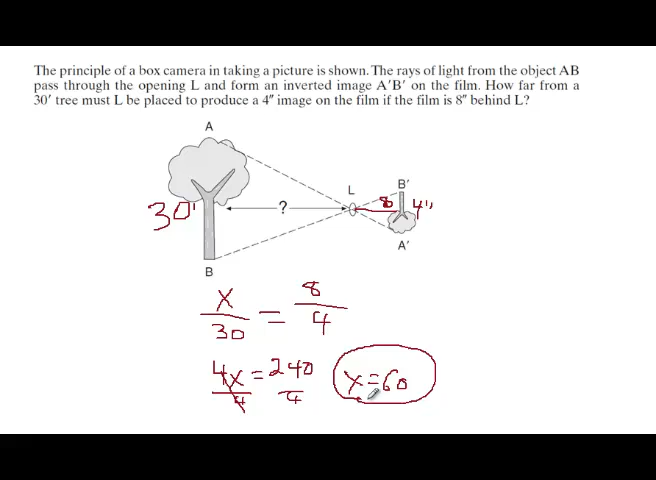 The principle of a box camera in taking a picture is shown. The rays of light from the object AB
pass through the opening L and form an inverted image A′B′ on the film. How far from a
30′ tree must L be placed to produce a 4″ image on the film if the film is 8″ behind L?
A
L
B′
8
30'
?
4''
A′
B
x/30 = 8/4
4x/4 = 240/4
x=60